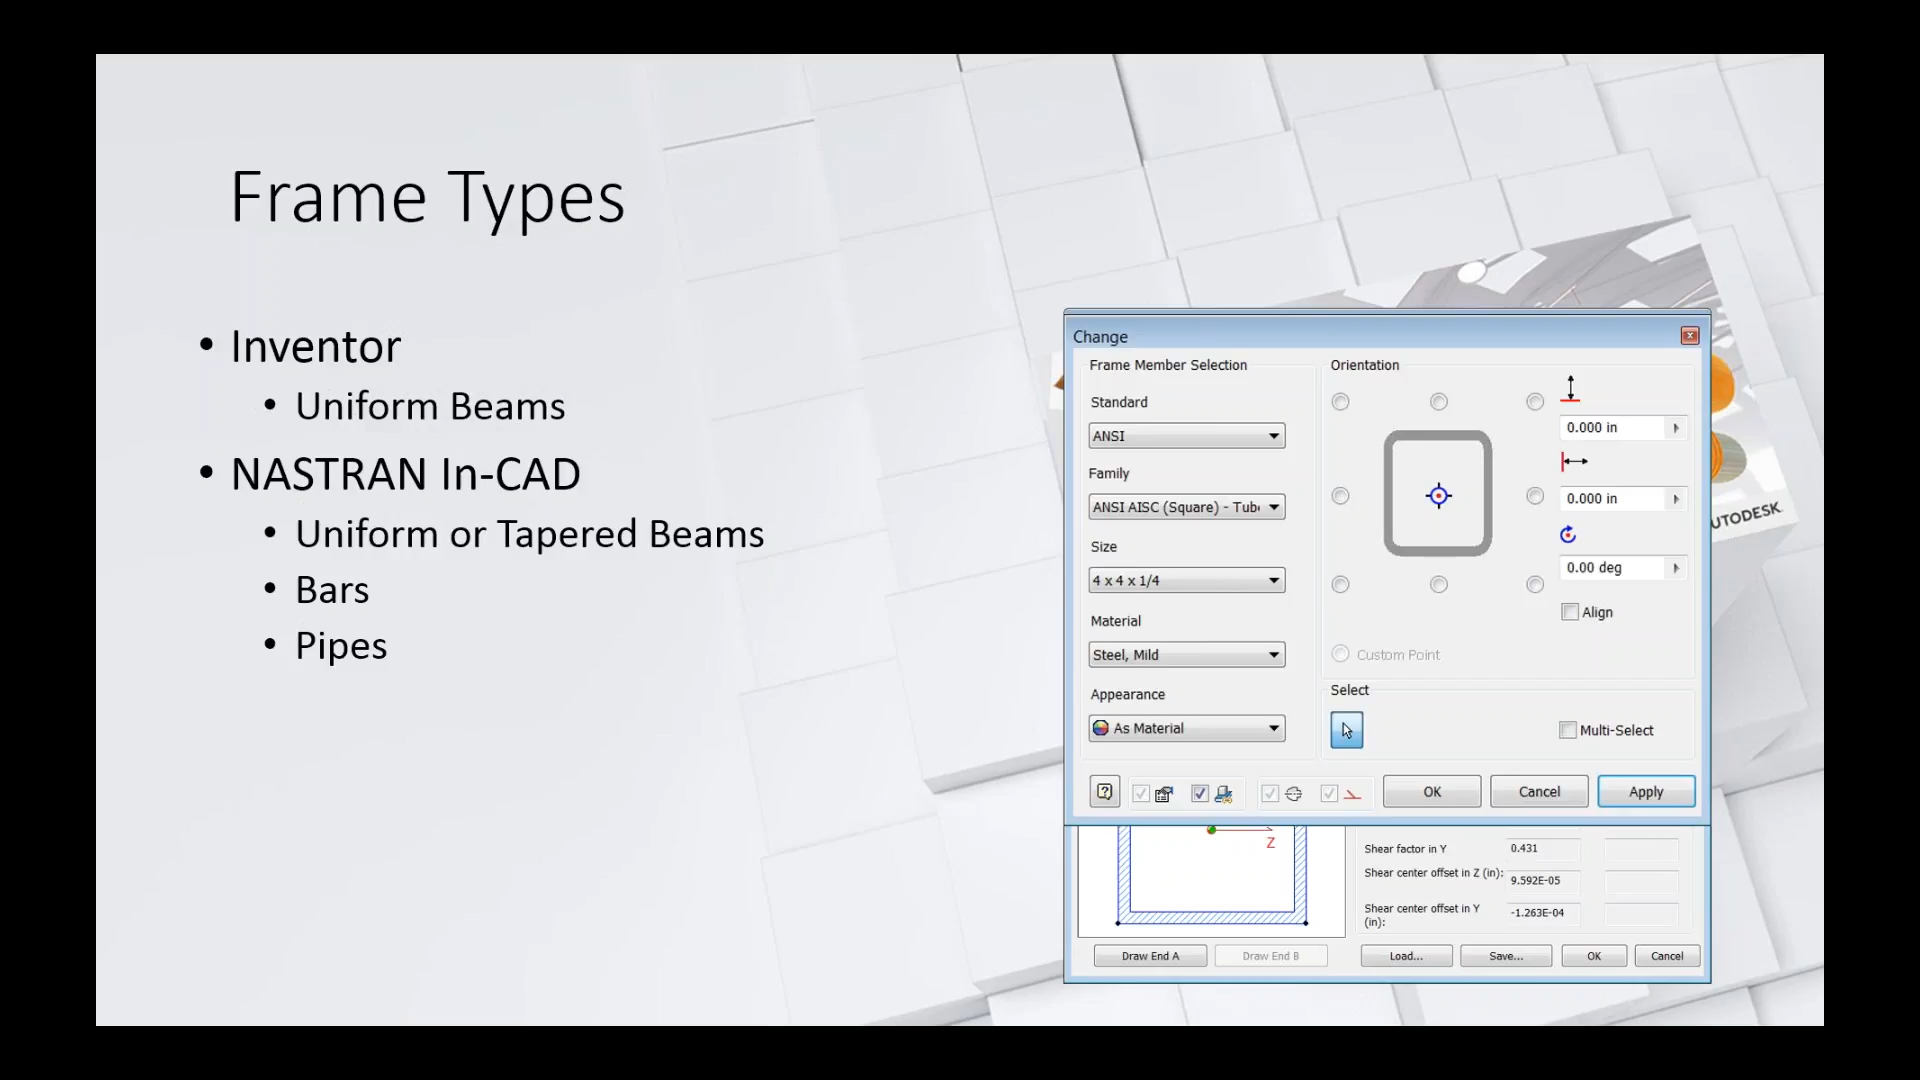 Frame Types
• Inventor
• Uniform Beams
• NASTRAN In-CAD
• Uniform or Tapered Beams
• Bars
• Pipes
UTODESK.
Change
Frame Member Selection
Standard
ANSI
Family
ANSI AISC (Square) - Tub
Size
4 x 4 x 1/4
Material
Steel, Mild
Appearance
As Material
Orientation
0.000 in
0.000 in
0.00 deg
Align
Custom Point
Select
Multi-Select
OK Cancel Apply
Z
Shear factor in Y 0.431
Shear center offset in Z (in): 9.592E-05
Shear center offset in Y -1.263E-04
(in):
Draw End A Draw End B Load... Save... OK Cancel